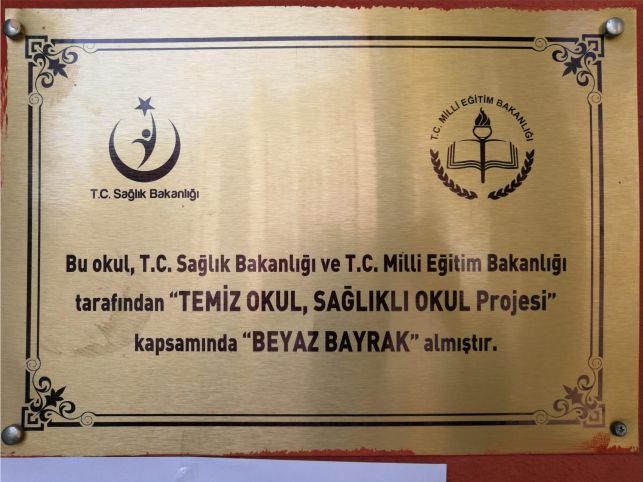 T.C. Sağlık Bakanlığı
T.C. MİLLİ EĞİTİM BAKANLIĞI
Bu okul, T.C. Sağlık Bakanlığı ve T.C. Milli Eğitim Bakanlığı
tarafından “TEMİZ OKUL, SAĞLIKLI OKUL Projesi”
kapsamında “BEYAZ BAYRAK” almıştır.